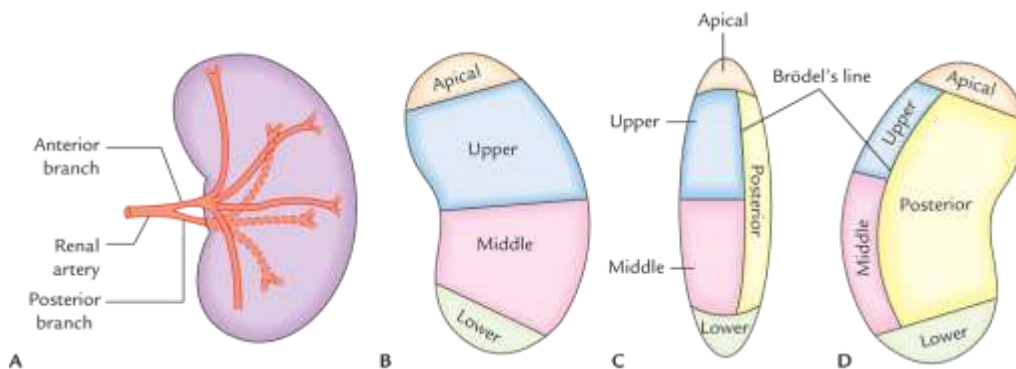 Anterior
branch
Renal
artery
Posterior
branch
A
Apical
Upper
Middle
Lower
B
Apical
Upper
Posterior
Middle
Lower
C
Brödel's line
Apical
Upper
Posterior
Middle
Lower
D